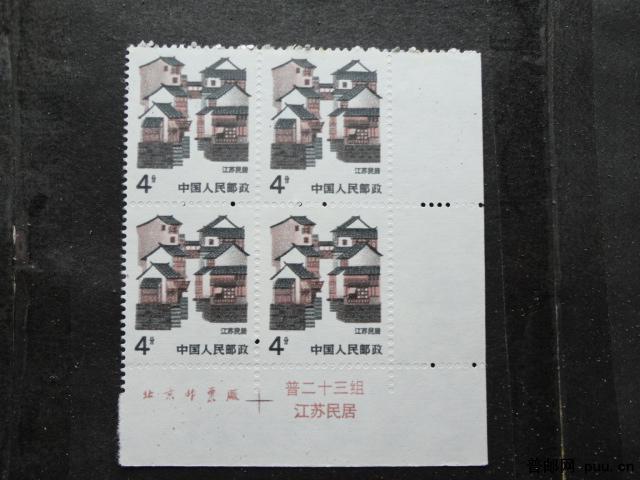 江苏民居
4分 中国人民邮政
江苏民居
4分 中国人民邮政
江苏民居
4分 中国人民邮政
江苏民居
4分 中国人民邮政
北京邮票厂
普二十三组
江苏民居
普邮网 puu.cn